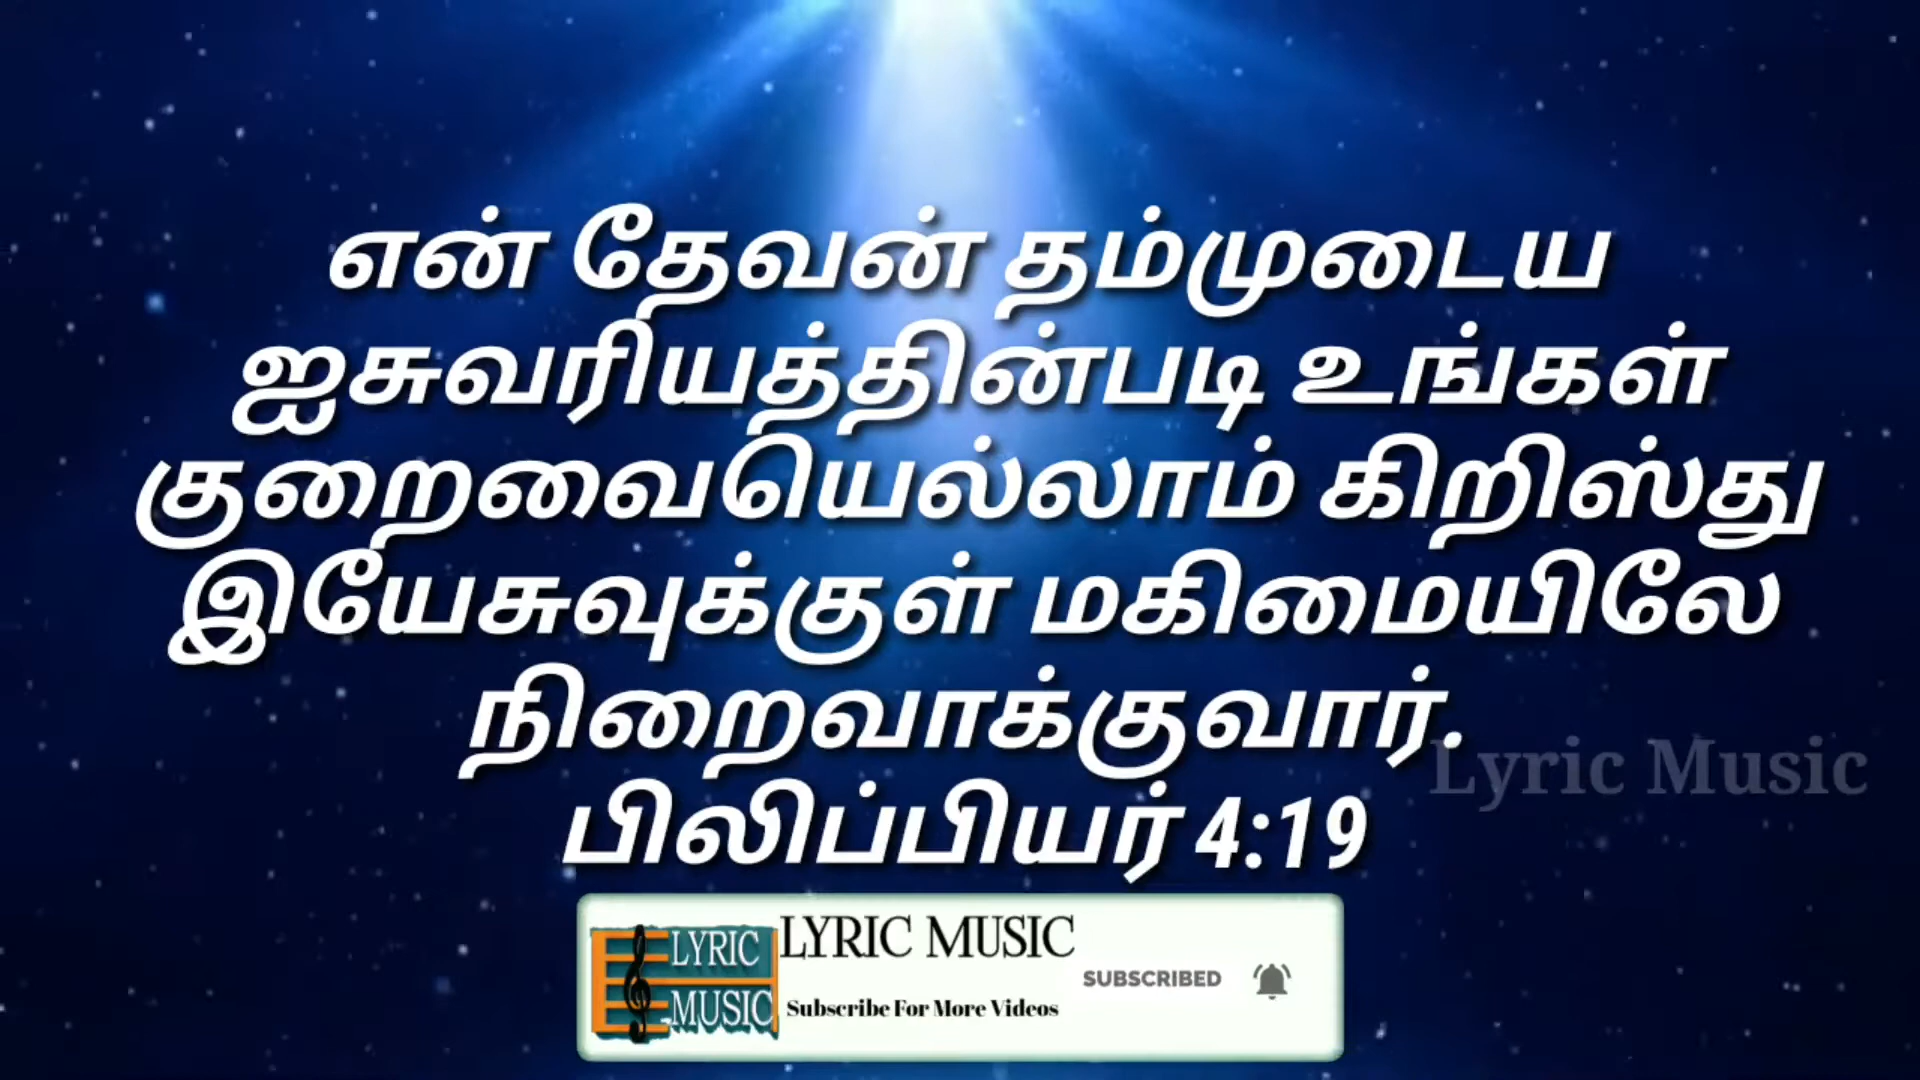 என் தேவன் தம்முடைய
ஐசுவரியத்தின்படி உங்கள்
குறைவையெல்லாம் கிறிஸ்து
இயேசுவுக்குள் மகிமையிலே
நிறைவாக்குவார்.
Lyric Music
பிலிப்பியர் 4:19
LYRIC
MUSIC
LYRIC MUSIC
SUBSCRIBED
Subscribe For More Videos